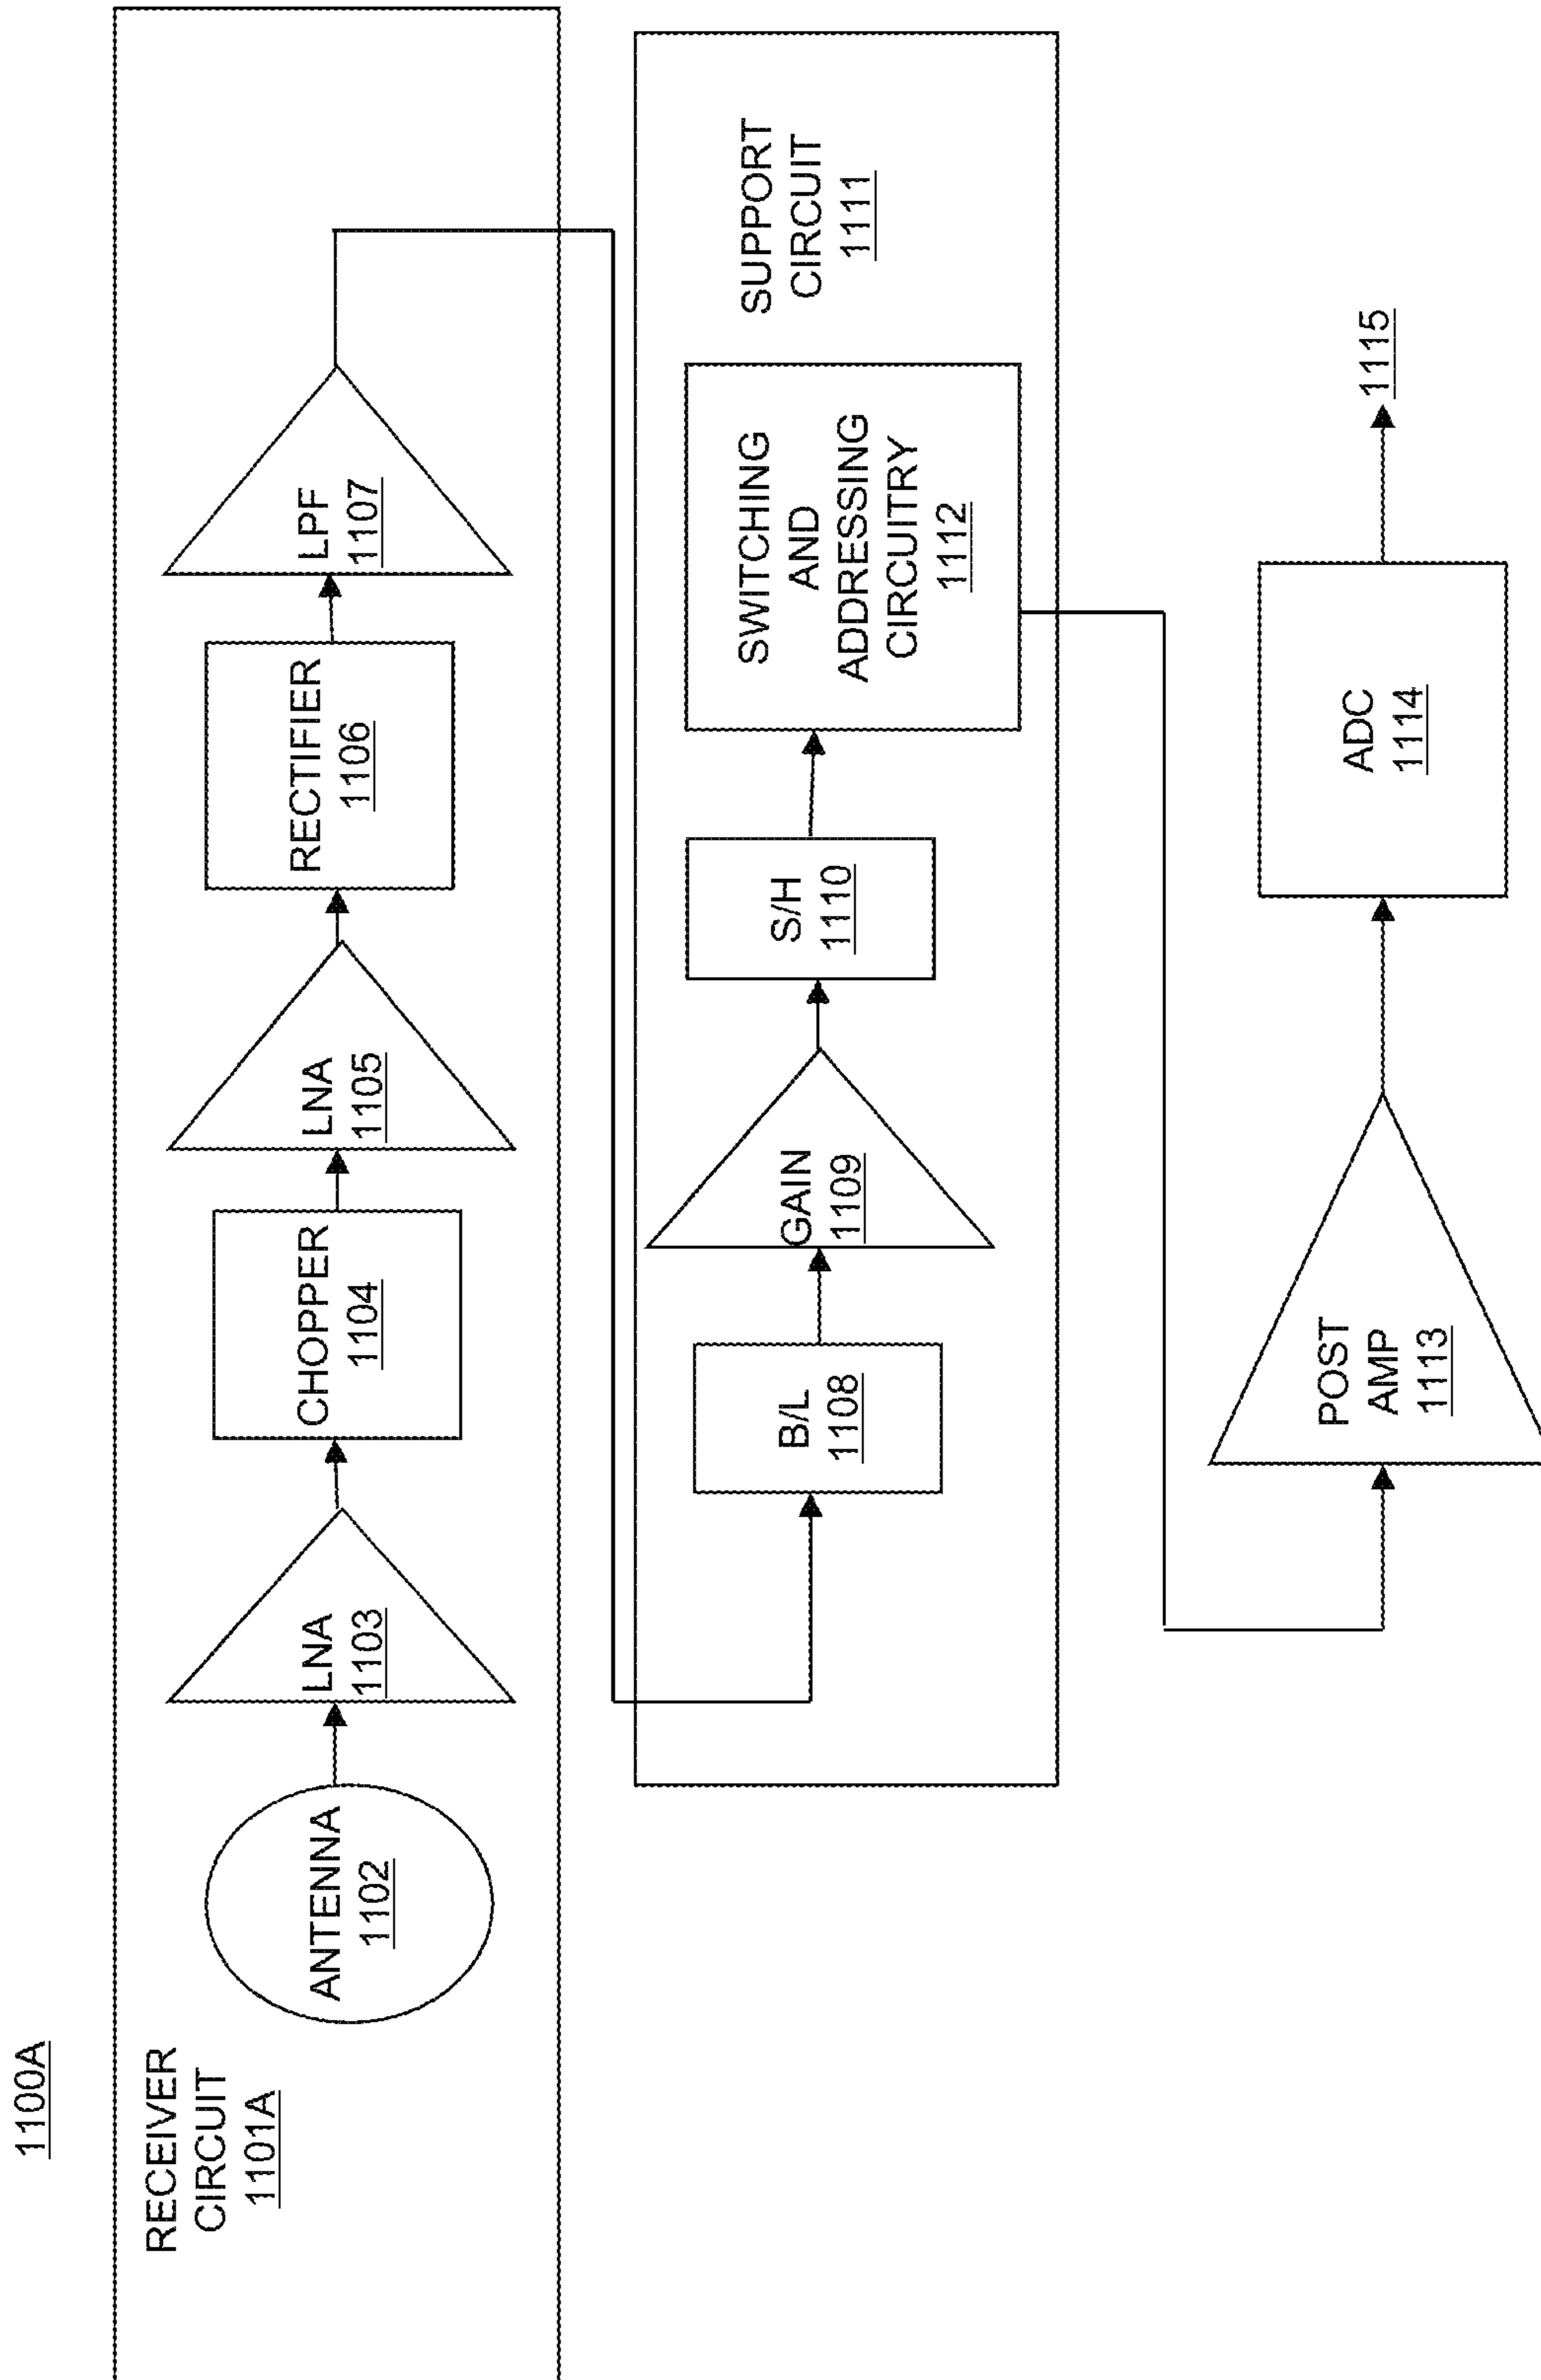 1100A
RECEIVER
CIRCUIT
1101A
ANTENNA
1102
LNA
1103
CHOPPER
1104
LNA
1105
RECTIFIER
1106
LPF
1107
B/L
1108
GAIN
1109
S/H
1110
SWITCHING
AND
ADDRESSING
CIRCUITRY
1112
SUPPORT
CIRCUIT
1111
POST
AMP
1113
ADC
1114
1115